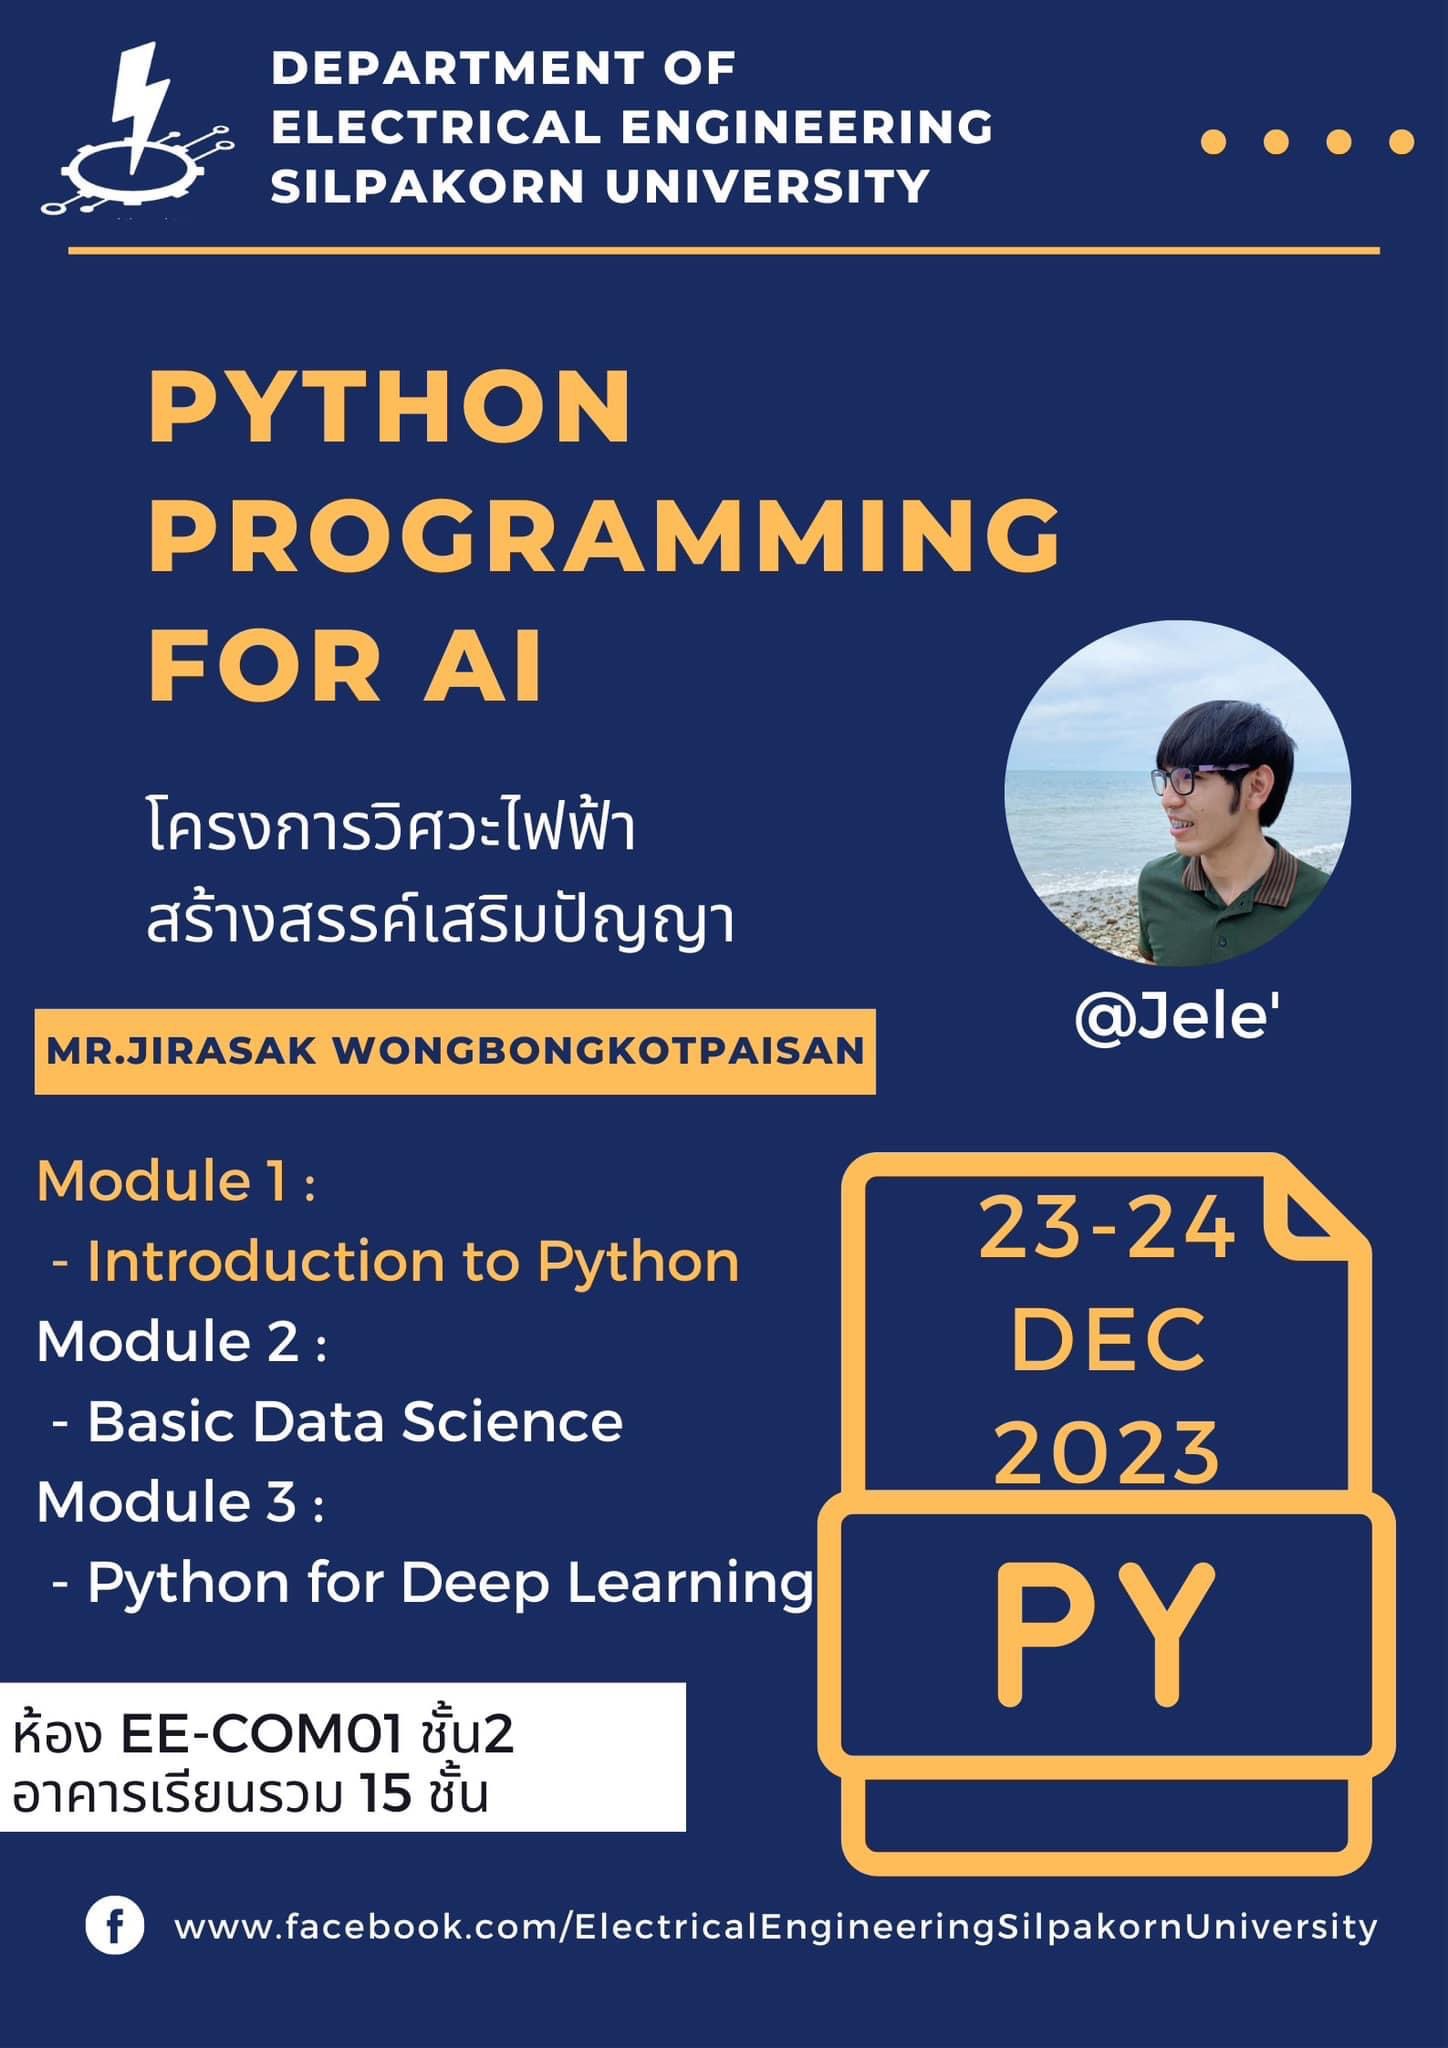 DEPARTMENT OF
ELECTRICAL ENGINEERING
SILPAKORN UNIVERSITY
PYTHON
PROGRAMMING
FOR AI
โครงการวิศวะไฟฟ้า
สร้างสรรค์เสริมปัญญา
@Jele'
MR.JIRASAK WONGBONGKOTPAISAN
Module 1 :
- Introduction to Python
Module 2 :
- Basic Data Science
Module 3 :
- Python for Deep Learning
23-24
DEC
2023
PY
ห้อง EE-COM01 ชั้น2
อาคารเรียนรวม 15 ชั้น
f
www.facebook.com/ElectricalEngineeringSilpakornUniversity